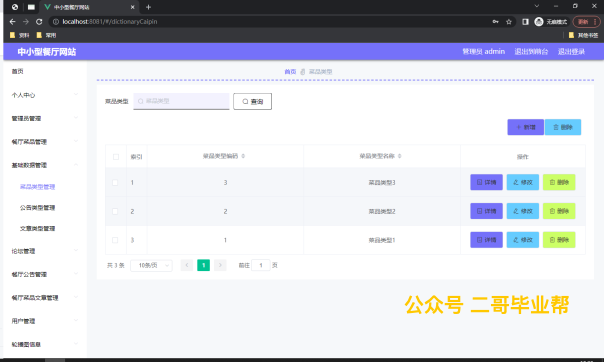 中小型餐厅网站
localhost:8081/#/dictionaryCaipin
无痕模式
更新
资料 常用 其他书签
中小型餐厅网站 管理员 admin 退出到前台 退出登录
首页
个人中心
管理员管理
餐厅菜品管理
基础数据管理
菜品类型管理
公告类型管理
文章类型管理
论坛管理
餐厅公告管理
餐厅菜品文章管理
用户管理
轮播图信息
首页 菜品类型
菜品类型 菜品类型 查询
新增 删除
索引 菜品类型编码 菜品类型名称 操作
1 3 菜品类型3 详情 修改 删除
2 2 菜品类型2 详情 修改 删除
3 1 菜品类型1 详情 修改 删除
共 3 条 10条/页 1 前往 1 页
公众号 二哥毕业帮